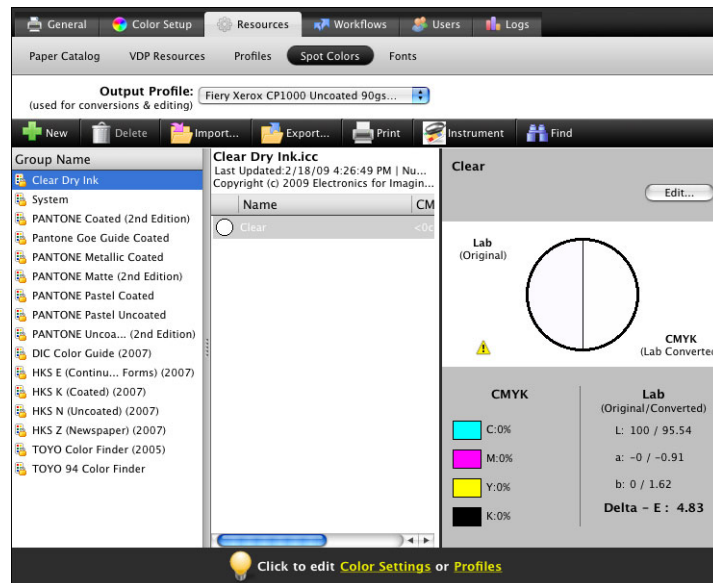 General Color Setup Resources Workflows Users Logs
Paper Catalog VDP Resources Profiles Spot Colors Fonts
Output Profile: Fiery Xerox CP1000 Uncoated 90gs...
(used for conversions & editing)
New Delete Import... Export... Print Instrument Find
Group Name
Clear Dry Ink
System
PANTONE Coated (2nd Edition)
Pantone Goe Guide Coated
PANTONE Metallic Coated
PANTONE Matte (2nd Edition)
PANTONE Pastel Coated
PANTONE Pastel Uncoated
PANTONE Uncoa... (2nd Edition)
DIC Color Guide (2007)
HKS E (Continu... Forms) (2007)
HKS K (Coated) (2007)
HKS N (Uncoated) (2007)
HKS Z (Newspaper) (2007)
TOYO Color Finder (2005)
TOYO 94 Color Finder
Clear Dry Ink.icc
Last Updated:2/18/09 4:26:49 PM | Nu...
Copyright (c) 2009 Electronics for Imagin...
Name CM
Clear <0c
Clear
Edit...
Lab
(Original)
CMYK
(Lab Converted
CMYK
C:0%
M:0%
Y:0%
K:0%
Lab
(Original/Converted)
L: 100 / 95.54
a: -0 / -0.91
b: 0 / 1.62
Delta - E : 4.83
Click to edit Color Settings or Profiles